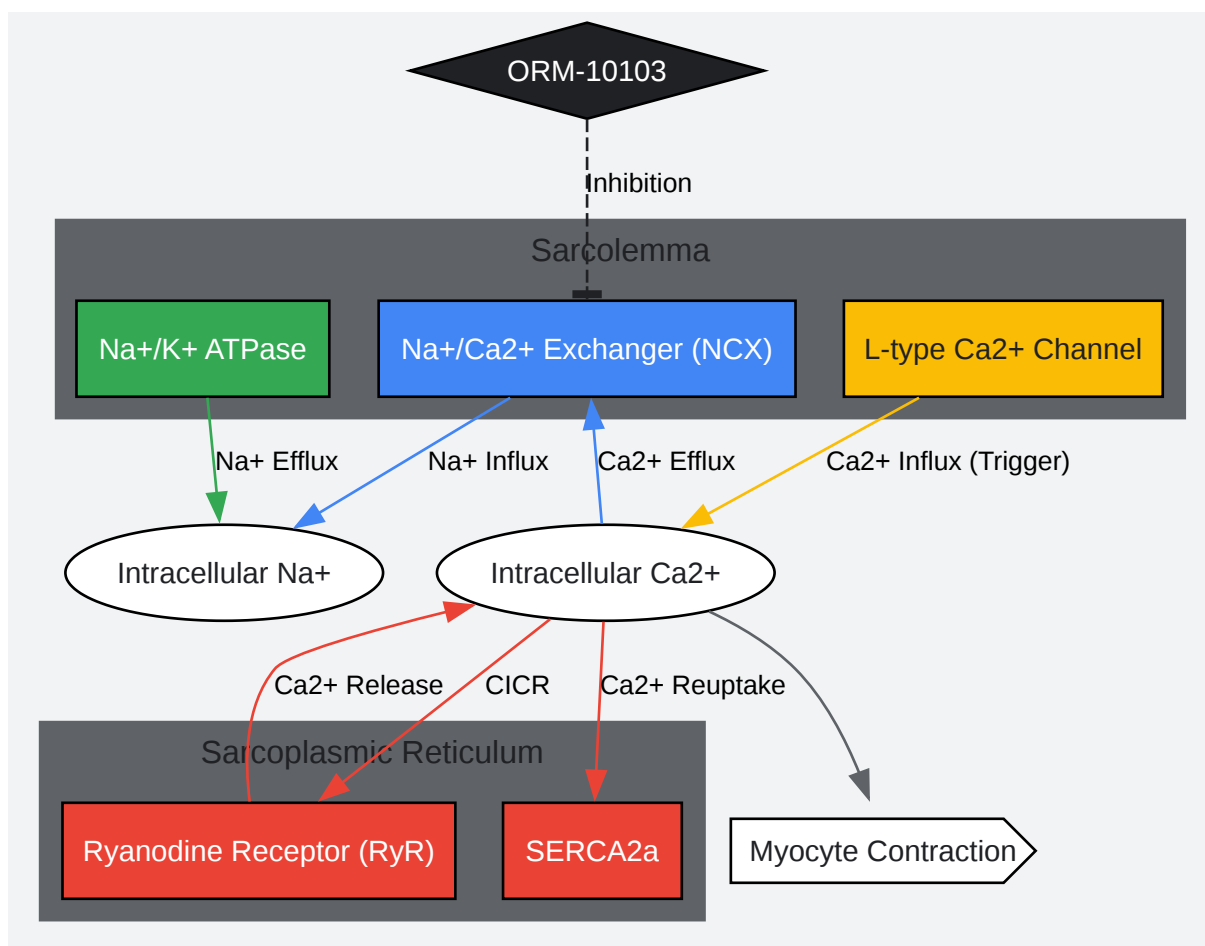 ORM-10103
Inhibition
Sarcolemma
Na+/K+ ATPase
Na+/Ca2+ Exchanger (NCX)
L-type Ca2+ Channel
Na+ Efflux
Na+ Influx
Ca2+ Efflux
Ca2+ Influx (Trigger)
Intracellular Na+
Intracellular Ca2+
Ca2+ Release
CICR
Ca2+ Reuptake
Sarcoplasmic Reticulum
Ryanodine Receptor (RyR)
SERCA2a
Myocyte Contraction